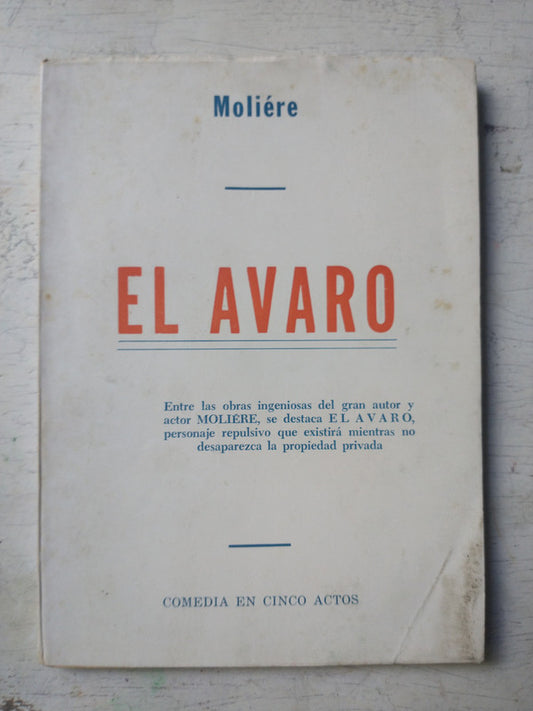 Moliére
EL AVARO
Entre las obras ingeniosas del gran autor y
actor MOLIÉRE, se destaca EL AVARO,
personaje repulsivo que existirá mientras no
desaparezca la propiedad privada
COMEDIA EN CINCO ACTOS